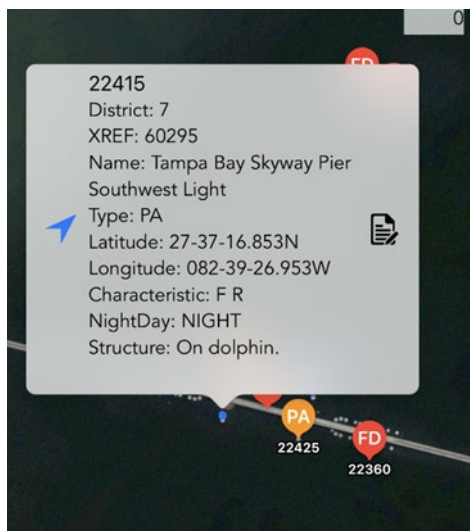 0
FD
22415
District: 7
XREF: 60295
Name: Tampa Bay Skyway Pier
Southwest Light
Type: PA
Latitude: 27-37-16.853N
Longitude: 082-39-26.953W
Characteristic: F R
NightDay: NIGHT
Structure: On dolphin.
PA
22425
FD
22360